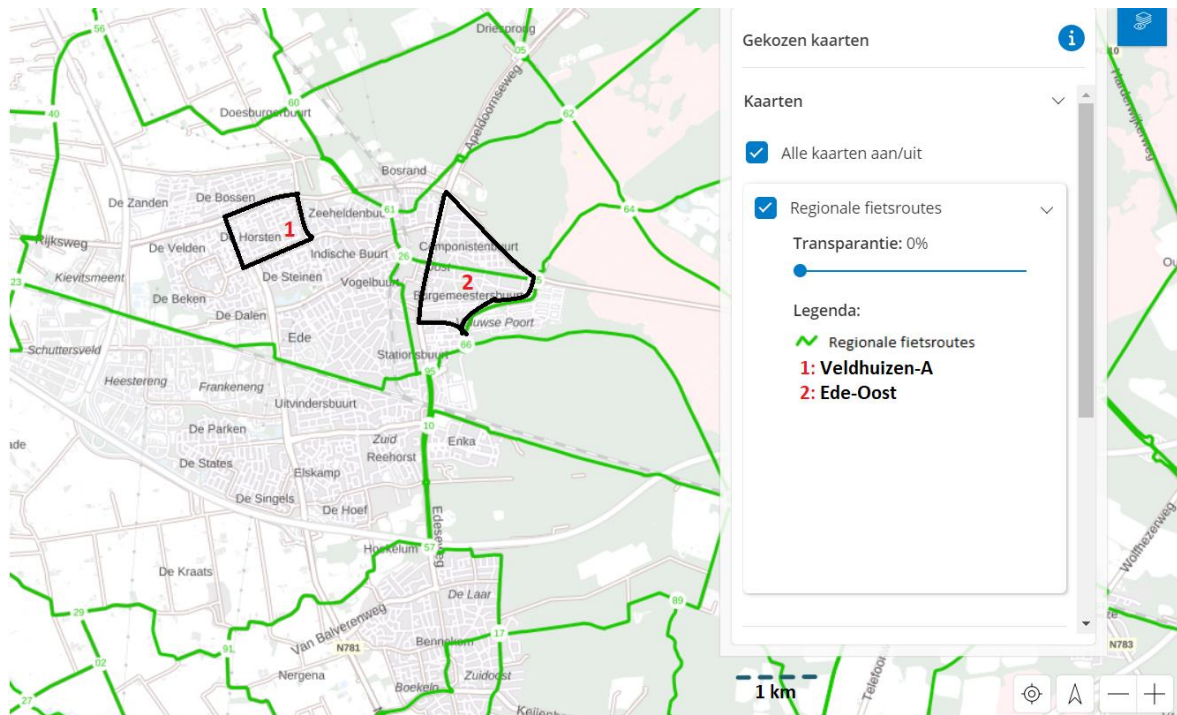 56
Driesprong
05
10
Gekozen kaarten
i
Kaarten
Alle kaarten aan/uit
Regionale fietsroutes
Transparantie: 0%
Legenda:
Regionale fietsroutes
1: Veldhuizen-A
2: Ede-Oost
Harderwijkerweg
60
40
Doesburgerbuurt
Apeldoornseweg
62
Bosrand
De Bossen
De Zanden
Zeeheldenbuurt
61
64
De Horsten
1
Rijksweg
De Velden
Indische Buurt
26
Componistenbuurt
Oost
23
Kievitsmeent
De Steinen
Vogelbuurt
2
Burgemeestersbuurt
De Beken
De Dalen
Veluwse Poort
Ede
66
Schuttersveld
Stationsbuurt
95
Heestereng
Frankeneng
Uitvindersbuurt
De Parken
10
Zuid
Enka
Reehorst
De States
Elskamp
De Singels
De Hoef
Edeseweg
Hoekelum
57
Wolfhezerweg
De Kraats
De Laar
89
29
Van Balverenweg
17
91
N781
Bennekom
N783
02
Nergena
Zuidoost
Boekelo
27
1 km